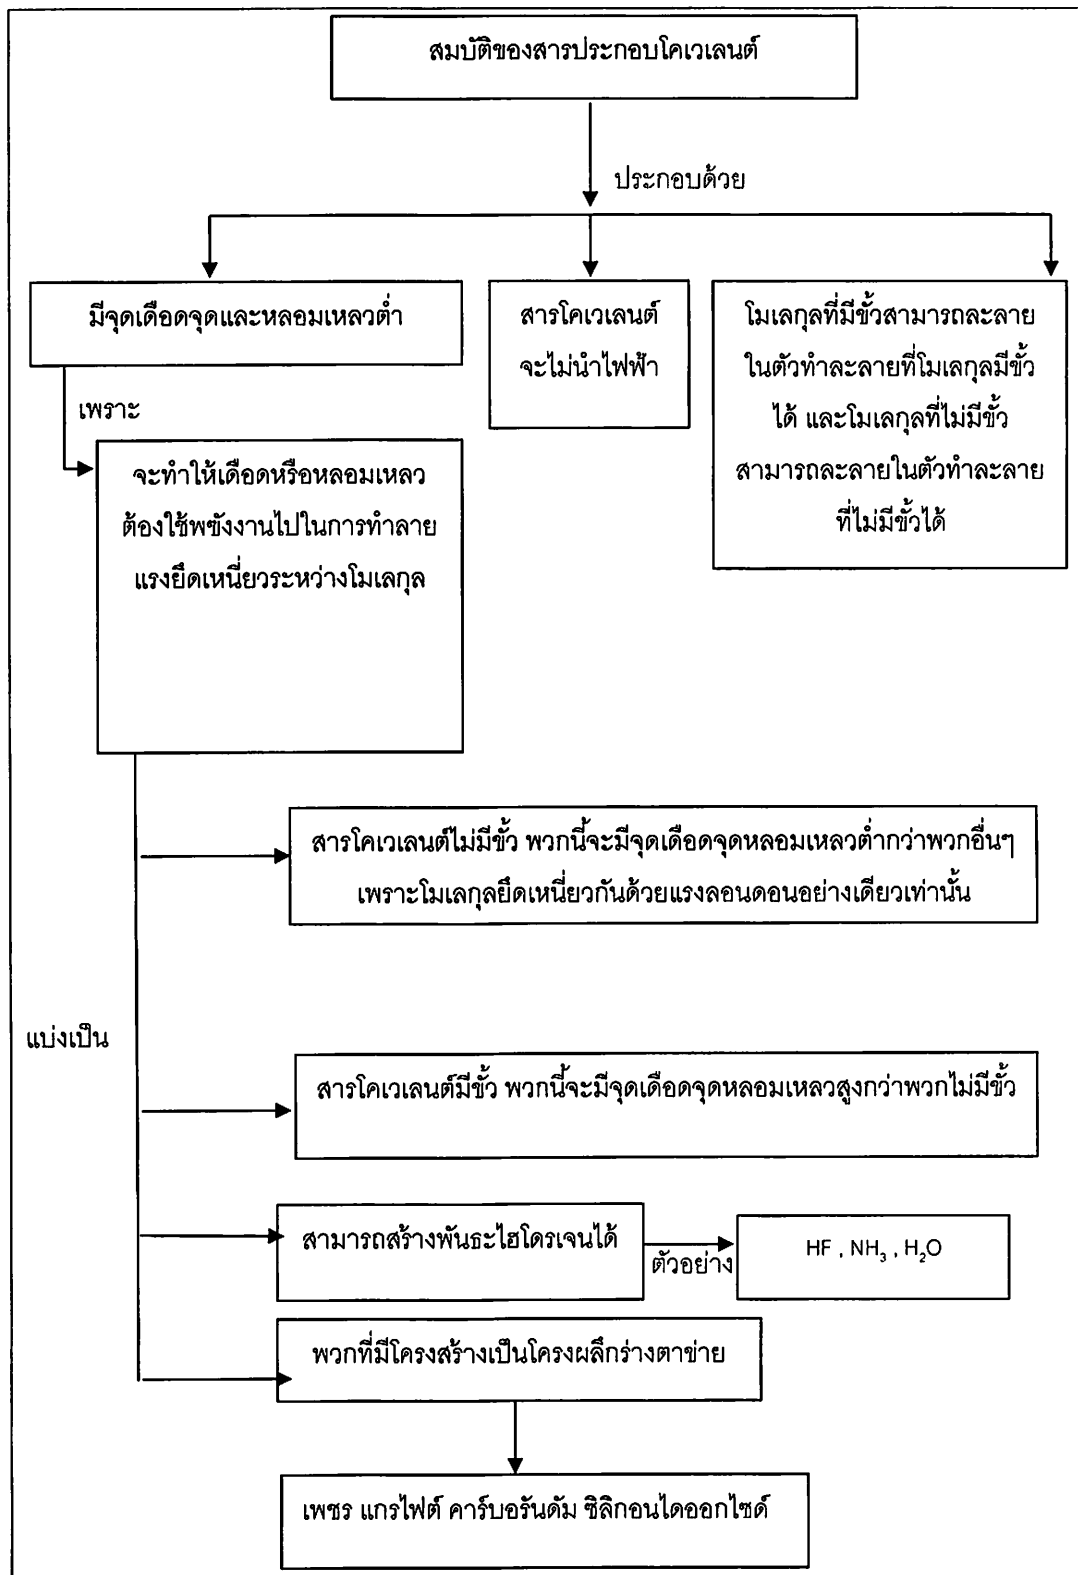 สมบัติของสารประกอบโคเวเลนต์
ประกอบด้วย
มีจุดเดือดจุดและหลอมเหลวต่ำ
สารโคเวเลนต์
จะไม่นำไฟฟ้า
โมเลกุลที่มีขั้วสามารถละลาย
ในตัวทำละลายที่โมเลกุลมีขั้ว
ได้ และโมเลกุลที่ไม่มีขั้ว
สามารถละลายในตัวทำละลาย
ที่ไม่มีขั้วได้
เพราะ
จะทำให้เดือดหรือหลอมเหลว
ต้องใช้พขังงานไปในการทำลาย
แรงยึดเหนี่ยวระหว่างโมเลกุล
สารโคเวเลนต์ไม่มีขั้ว พวกนี้จะมีจุดเดือดจุดหลอมเหลวต่ำกว่าพวกอื่นๆ
เพราะโมเลกุลยึดเหนี่ยวกันด้วยแรงลอนดอนอย่างเดียวเท่านั้น
แบ่งเป็น
สารโคเวเลนต์มีขั้ว พวกนี้จะมีจุดเดือดจุดหลอมเหลวสูงกว่าพวกไม่มีขั้ว
สามารถสร้างพันธะไฮโดรเจนได้
ตัวอย่าง
HF , NH₃ , H₂O
พวกที่มีโครงสร้างเป็นโครงผลึกร่างตาข่าย
เพชร แกรไฟต์ คาร์บอรันดัม ซิลิกอนไดออกไซด์